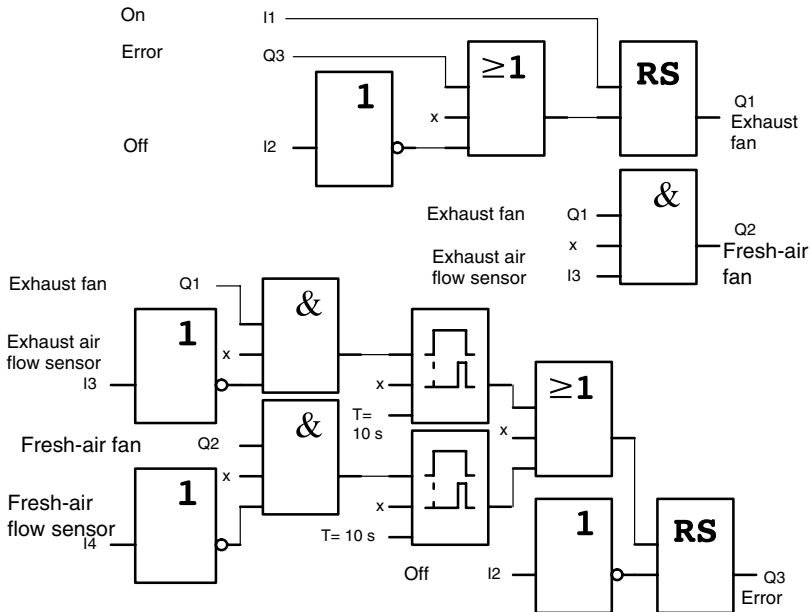 On I1
Error Q3
≥1
RS
1
x
Q1
Exhaust
fan
Off I2
&
Exhaust fan Q1
x
Exhaust air
flow sensor
I3
Q2
Fresh-air
fan
Exhaust fan Q1
&
1
Exhaust air
flow sensor
x
I3
≥1
x
T=
10 s
&
Fresh-air fan Q2
x
1
x
Fresh-air
flow sensor
I4
x
T= 10 s
1
RS
Off I2
Q3
Error